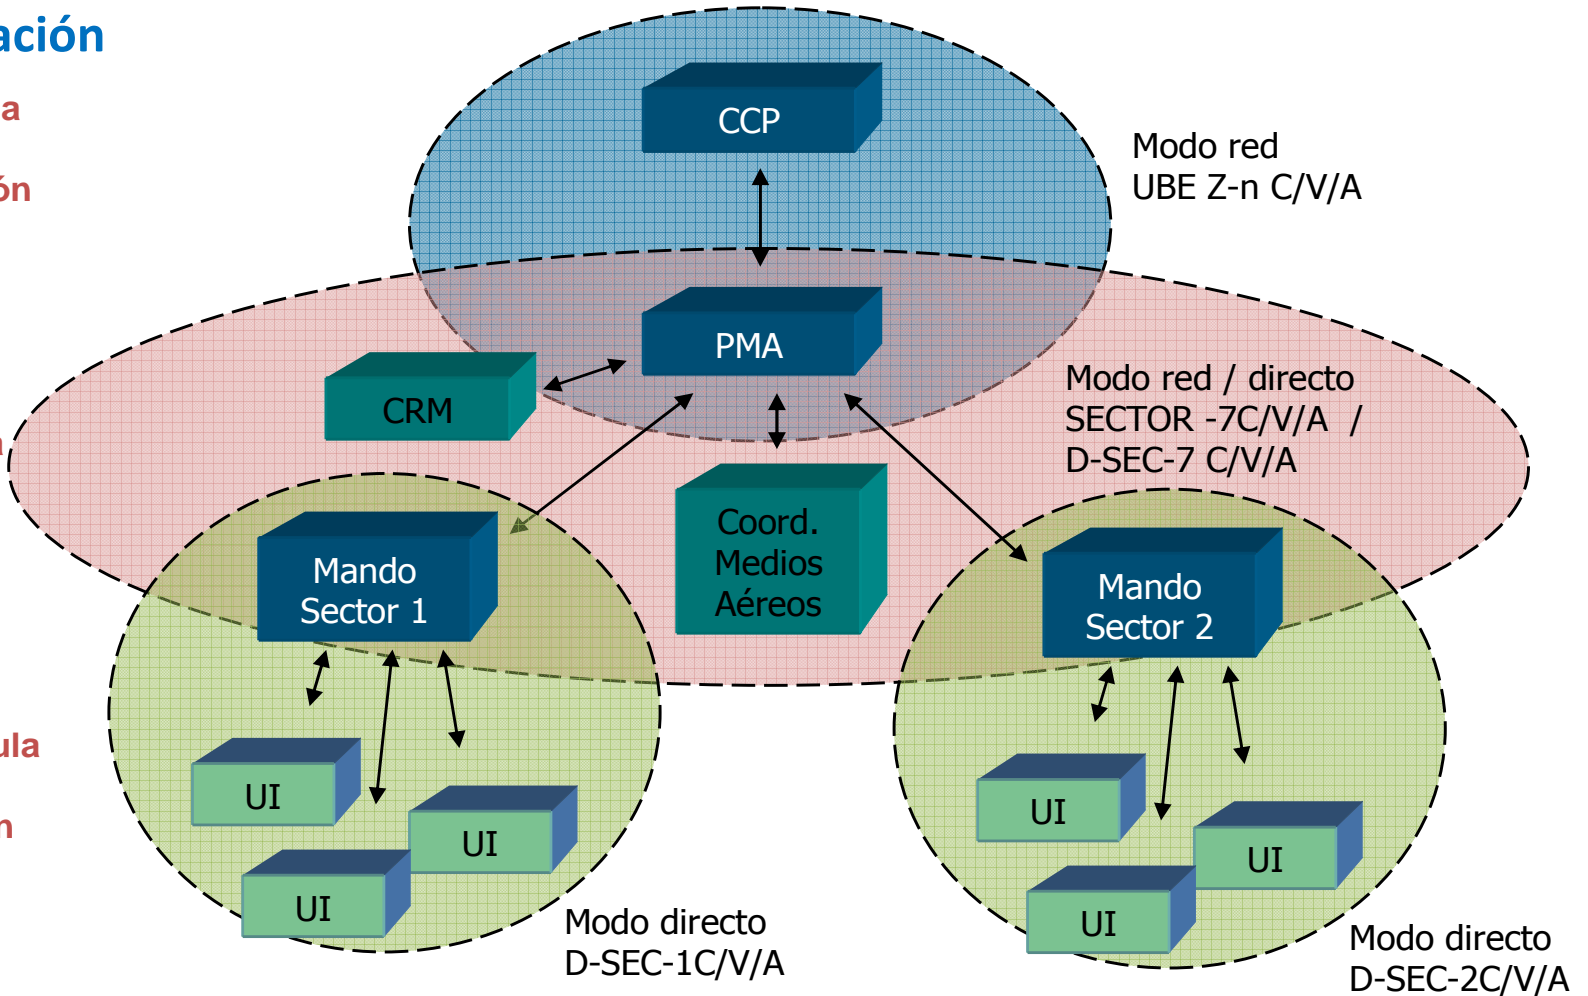 ación
a
ón
CCP
Modo red
UBE Z-n C/V/A
PMA
CRM
Modo red / directo
SECTOR -7C/V/A /
D-SEC-7 C/V/A
a
Coord.
Medios
Aéreos
Mando
Sector 1
Mando
Sector 2
ula
n
UI
UI
UI
UI
UI
UI
Modo directo
D-SEC-1C/V/A
Modo directo
D-SEC-2C/V/A